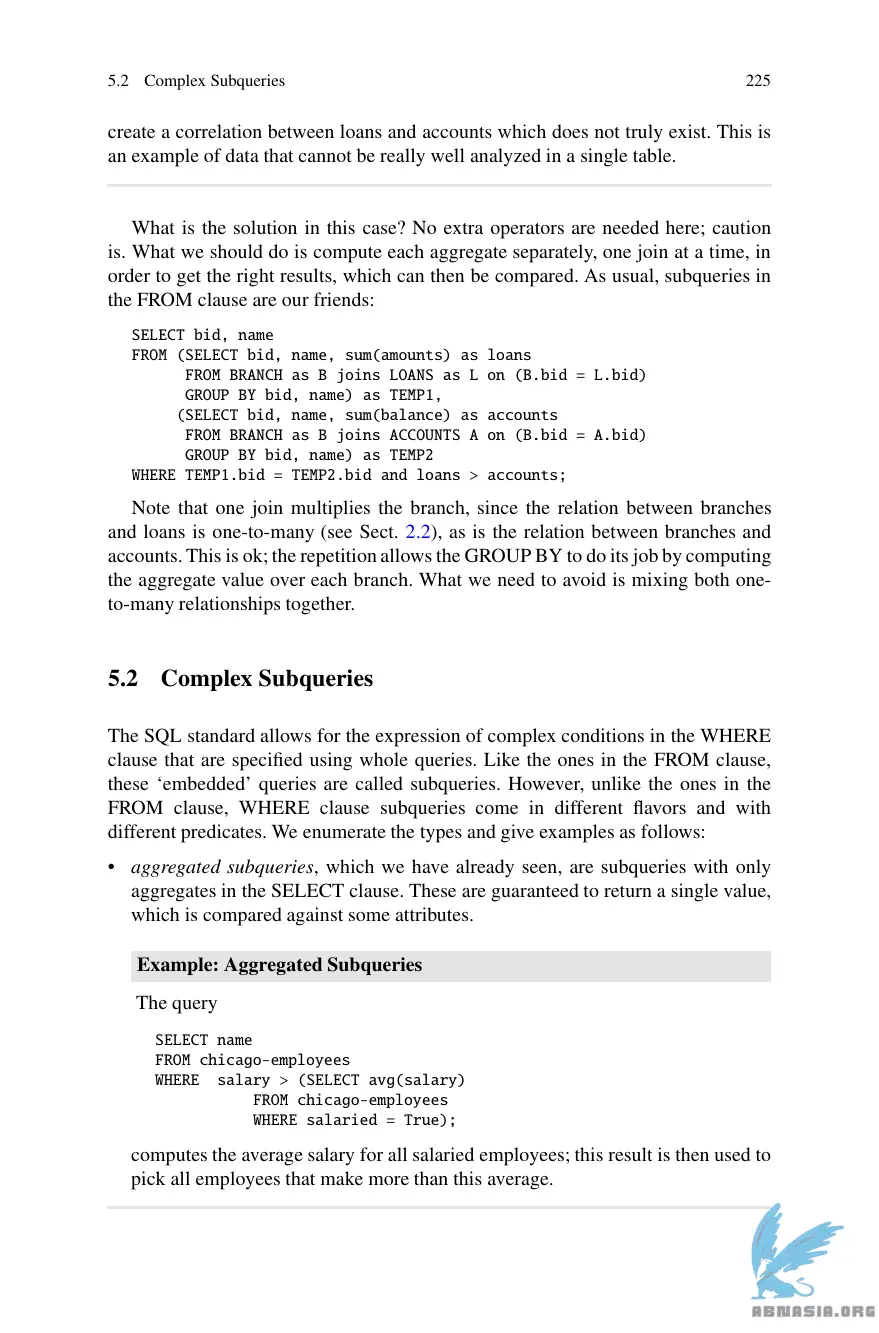 5.2 Complex Subqueries 225
create a correlation between loans and accounts which does not truly exist. This is
an example of data that cannot be really well analyzed in a single table.
What is the solution in this case? No extra operators are needed here; caution
is. What we should do is compute each aggregate separately, one join at a time, in
order to get the right results, which can then be compared. As usual, subqueries in
the FROM clause are our friends:
SELECT bid, name
FROM (SELECT bid, name, sum(amounts) as loans
FROM BRANCH as B joins LOANS as L on (B.bid = L.bid)
GROUP BY bid, name) as TEMP1,
(SELECT bid, name, sum(balance) as accounts
FROM BRANCH as B joins ACCOUNTS A on (B.bid = A.bid)
GROUP BY bid, name) as TEMP2
WHERE TEMP1.bid = TEMP2.bid and loans > accounts;
Note that one join multiplies the branch, since the relation between branches
and loans is one-to-many (see Sect. 2.2), as is the relation between branches and
accounts. This is ok; the repetition allows the GROUP BY to do its job by computing
the aggregate value over each branch. What we need to avoid is mixing both one-
to-many relationships together.
5.2 Complex Subqueries
The SQL standard allows for the expression of complex conditions in the WHERE
clause that are specified using whole queries. Like the ones in the FROM clause,
these ‘embedded’ queries are called subqueries. However, unlike the ones in the
FROM clause, WHERE clause subqueries come in different flavors and with
different predicates. We enumerate the types and give examples as follows:
• aggregated subqueries, which we have already seen, are subqueries with only
aggregates in the SELECT clause. These are guaranteed to return a single value,
which is compared against some attributes.
Example: Aggregated Subqueries
The query
SELECT name
FROM chicago-employees
WHERE salary > (SELECT avg(salary)
FROM chicago-employees
WHERE salaried = True);
computes the average salary for all salaried employees; this result is then used to
pick all employees that make more than this average.
ABNASIA.ORG